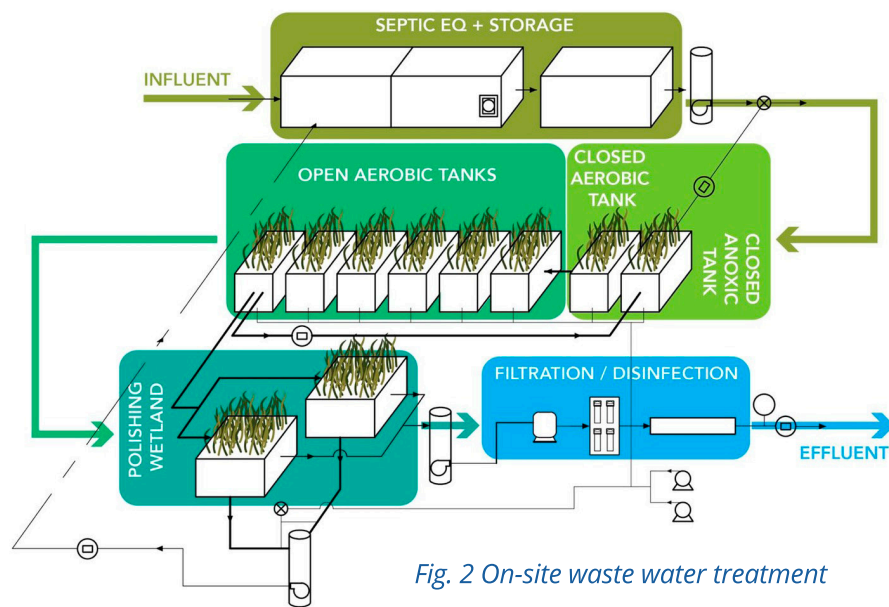 SEPTIC EQ + STORAGE
INFLUENT
OPEN AEROBIC TANKS
CLOSED
AEROBIC
TANK
CLOSED
ANOXIC
TANK
POLISHING
WETLAND
FILTRATION / DISINFECTION
EFFLUENT
Fig. 2 On-site waste water treatment